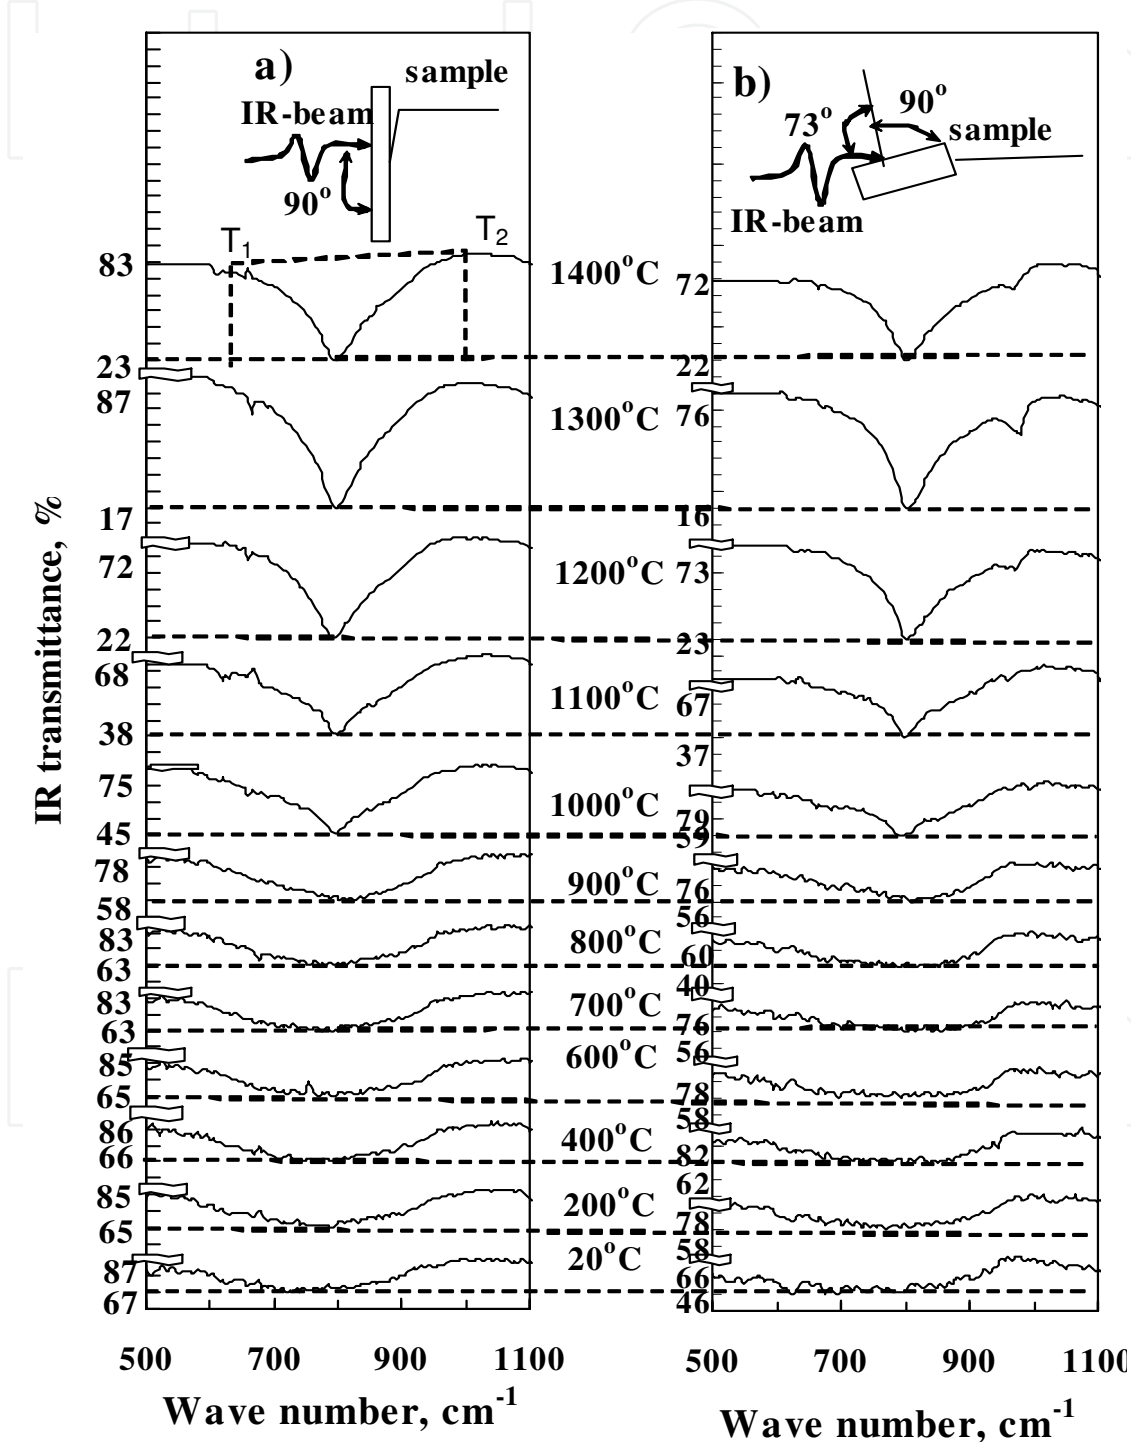 a)
sample
IR-beam
90°
T₁
T₂
b)
90°
73°
sample
IR-beam
83
1400°C
72
23
22
87
1300°C
76
17
16
72
1200°C
73
22
23
68
1100°C
67
38
37
75
1000°C
79
45
59
78
900°C
76
58
56
83
800°C
60
63
40
83
700°C
76
63
56
85
600°C
78
65
58
86
400°C
82
66
62
85
200°C
78
65
58
87
20°C
66
67
46
IR transmittance, %
500 700 900 1100
500 700 900 1100
Wave number, cm⁻¹
Wave number, cm⁻¹